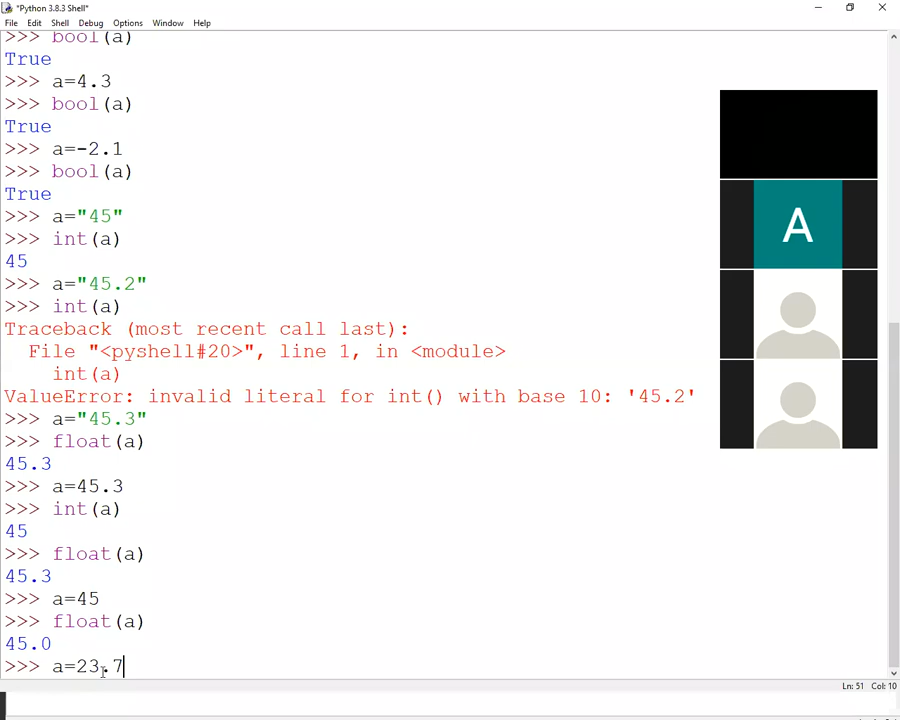 *Python 3.8.3 Shell*
File Edit Shell Debug Options Window Help
>>> bool(a)
True
>>> a=4.3
>>> bool(a)
True
>>> a=-2.1
>>> bool(a)
True
>>> a="45"
>>> int(a)
45
>>> a="45.2"
>>> int(a)
Traceback (most recent call last):
  File "<pyshell#20>", line 1, in <module>
    int(a)
ValueError: invalid literal for int() with base 10: '45.2'
>>> a="45.3"
>>> float(a)
45.3
>>> a=45.3
>>> int(a)
45
>>> float(a)
45.3
>>> a=45
>>> float(a)
45.0
>>> a=23.7
A
Ln: 51 Col: 10